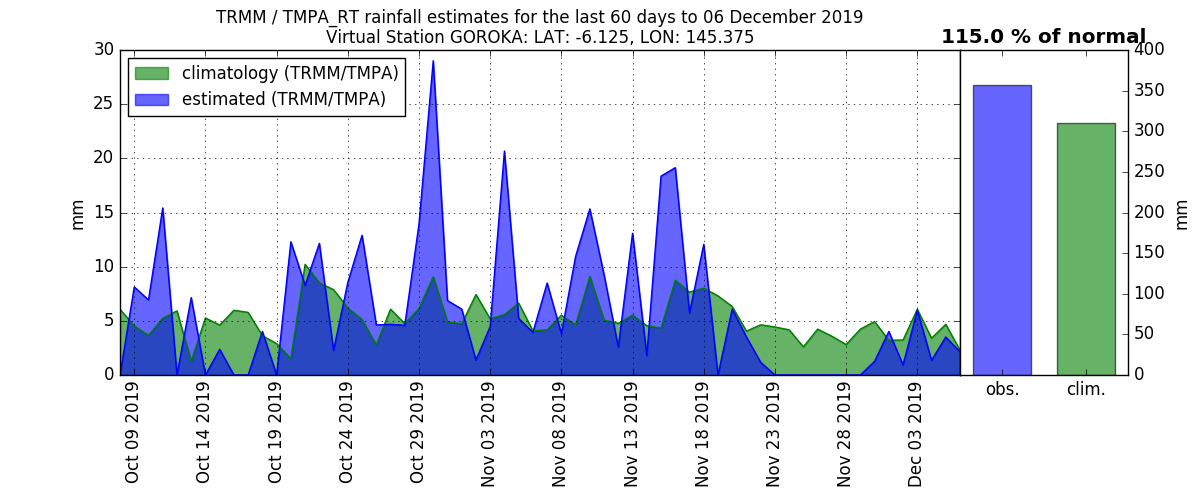 TRMM / TMPA_RT rainfall estimates for the last 60 days to 06 December 2019
Virtual Station GOROKA: LAT: -6.125, LON: 145.375
115.0 % of normal
climatology (TRMM/TMPA)
estimated (TRMM/TMPA)
mm
30
25
20
15
10
5
0
Oct 09 2019
Oct 14 2019
Oct 19 2019
Oct 24 2019
Oct 29 2019
Nov 03 2019
Nov 08 2019
Nov 13 2019
Nov 18 2019
Nov 23 2019
Nov 28 2019
Dec 03 2019
obs.
clim.
400
350
300
250
200
150
100
50
0
mm